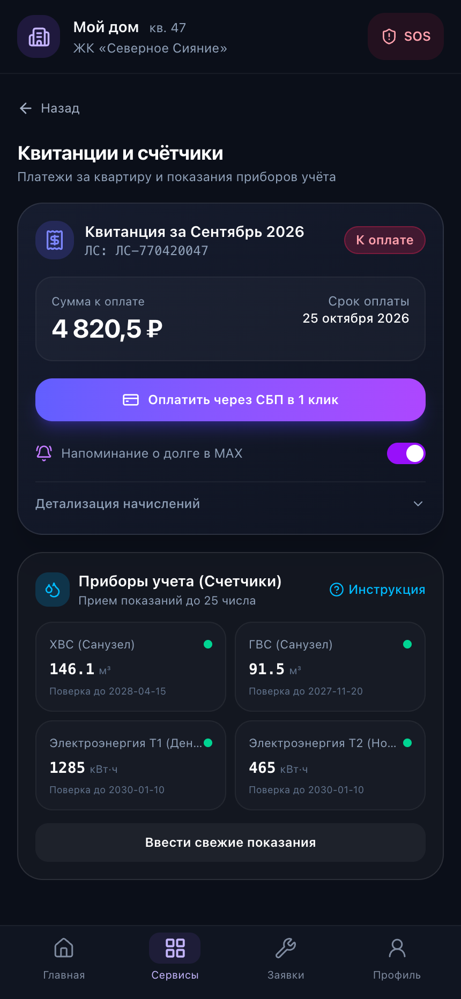 Мой дом кв. 47
ЖК «Северное Сияние»
SOS
Назад
Квитанции и счётчики
Платежи за квартиру и показания приборов учёта
Квитанция за Сентябрь 2026
ЛС: ЛС-770420047
К оплате
Сумма к оплате
4 820,5 ₽
Срок оплаты
25 октября 2026
Оплатить через СБП в 1 клик
Напоминание о долге в MAX
Детализация начислений
Приборы учета (Счетчики)
Прием показаний до 25 числа
Инструкция
ХВС (Санузел)
146.1 м³
Поверка до 2028-04-15
ГВС (Санузел)
91.5 м³
Поверка до 2027-11-20
Электроэнергия Т1 (Ден...
1285 кВт·ч
Поверка до 2030-01-10
Электроэнергия Т2 (Но...
465 кВт·ч
Поверка до 2030-01-10
Ввести свежие показания
Главная
Сервисы
Заявки
Профиль